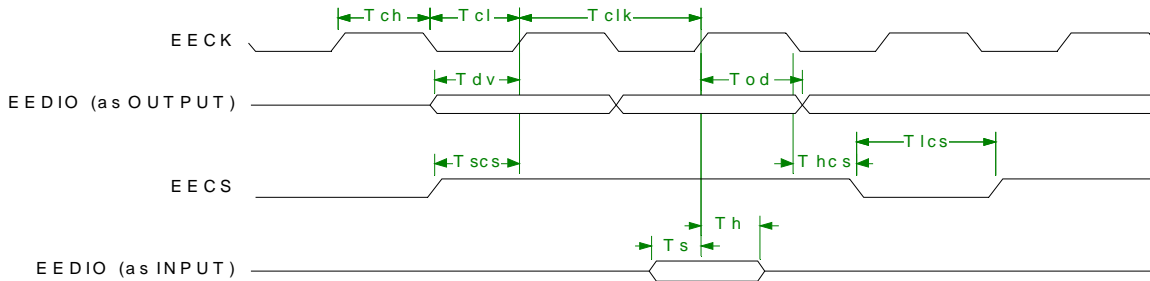 Tch Tcl Tclk
EECK
Tdv Tod
EEDIO (as OUTPUT)
Tscs Thcs Tlcs
EECS
Ts Th
EEDIO (as INPUT)